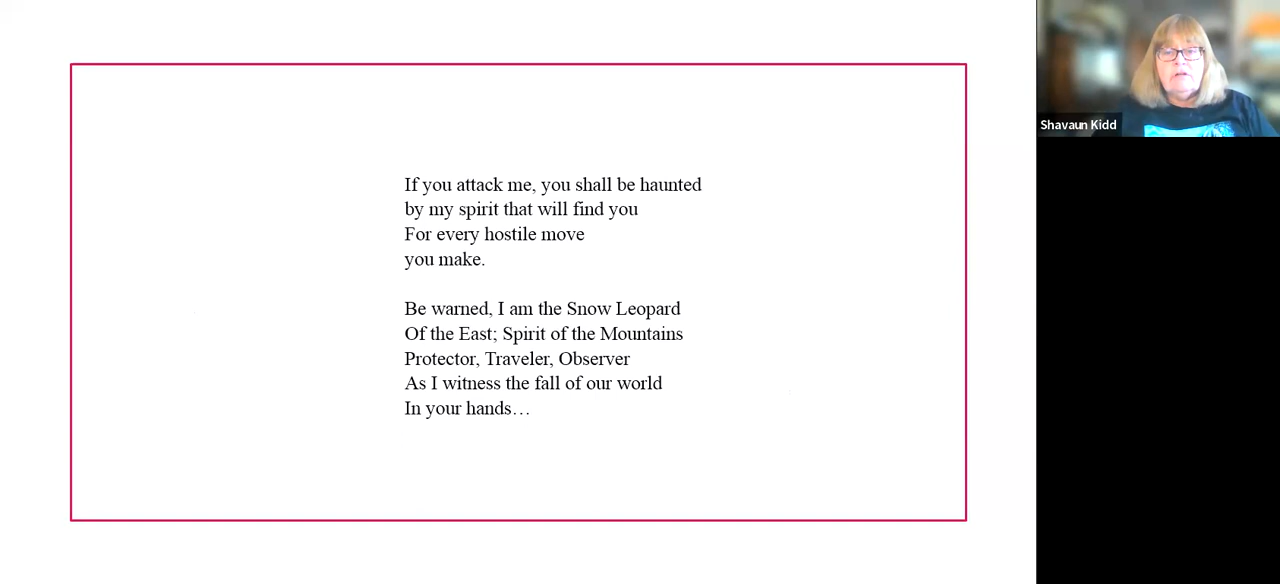 If you attack me, you shall be haunted
by my spirit that will find you
For every hostile move
you make.
Be warned, I am the Snow Leopard
Of the East; Spirit of the Mountains
Protector, Traveler, Observer
As I witness the fall of our world
In your hands…
Shavaun Kidd